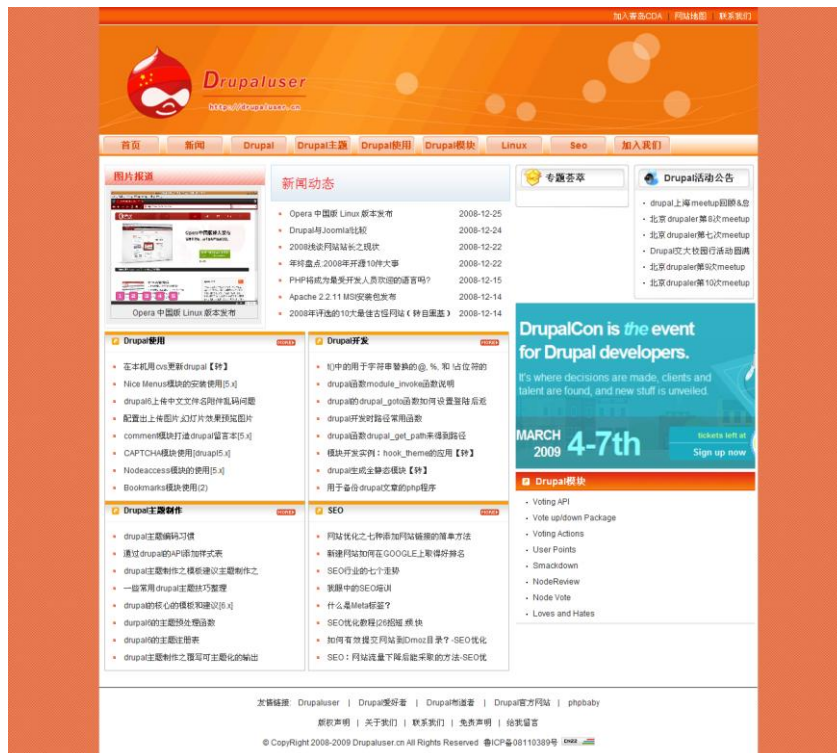 加入青岛CDA | 网站地图 | 联系我们
Drupaluser
http://drupaluser.cn
首页 新闻 Drupal Drupal主题 Drupal使用 Drupal模块 Linux Seo 加入我们
图片报道
Opera 中国版 Linux 版本发布
新闻动态
Opera 中国版 Linux 版本发布 2008-12-25
Drupal与Joomla!比较 2008-12-24
2008浅谈网站站长之现状 2008-12-22
年终盘点:2008年开源10件大事 2008-12-22
PHP将成为最受开发人员欢迎的语言吗? 2008-12-15
Apache 2.2.11 MSI安装包发布 2008-12-14
2008年评选的10大最佳古怪网站（转自黑基） 2008-12-14
专题荟萃
Drupal活动公告
drupal上海meetup回顾&总
北京drupaler第8次meetup
北京drupaler第七次meetup
Drupal交大校园行活动圆满
北京drupaler第9次meetup
北京drupaler第10次meetup
Drupal使用
在本机用cvs更新drupal【转】
Nice Menus模块的安装使用[5.x]
drupal6上传中文文件名附件乱码问题
配置出上传图片,幻灯片效果预览图片
comment模块打造drupal留言本[5.x]
CAPTCHA模块使用[druapl5.x]
Nodeaccess模块的使用[5.x]
Bookmarks模块使用(2)
Drupal开发
t()中的用于字符串替换的@, %, 和 !占位符的
drupal函数module_invoke函数说明
drupal的drupal_goto函数如何设置登陆后返
drupal开发时路径常用函数
drupal函数drupal_get_path来得到路径
模块开发实例：hook_theme的应用【转】
drupal生成全静态模块【转】
用于备份drupal文章的php程序
DrupalCon is the event
for Drupal developers.
It's where decisions are made, clients and
talent are found, and new stuff is unveiled.
MARCH
2009 4-7th
tickets left at
Sign up now
Drupal主题制作
drupal主题编码习惯
通过drupal的API添加样式表
drupal主题制作之模板建议主题制作之
一些常用drupal主题技巧整理
drupal的核心的模板和建议[6.x]
durpal6的主题预处理函数
drupal6的主题注册表
drupal主题制作之覆写可主题化的输出
SEO
网站优化之七种添加网站链接的简单方法
新建网站如何在GOOGLE上取得好排名
SEO行业的七个走势
我眼中的SEO培训
什么是Meta标签?
SEO优化教程|26招短.频.快
如何有效提交网站到Dmoz目录？-SEO优化
SEO：网站流量下降后能采取的方法-SEO优
Drupal模块
Voting API
Vote up/down Package
Voting Actions
User Points
Smackdown
NodeReview
Node Vote
Loves and Hates
友情链接: Drupaluser | Drupal爱好者 | Drupal布道者 | Drupal官方网站 | phpbaby
版权声明 | 关于我们 | 联系我们 | 免责声明 | 给我留言
© CopyRight 2008-2009 Drupaluser.cn All Rights Reserved 鲁ICP备08110389号 CNZZ